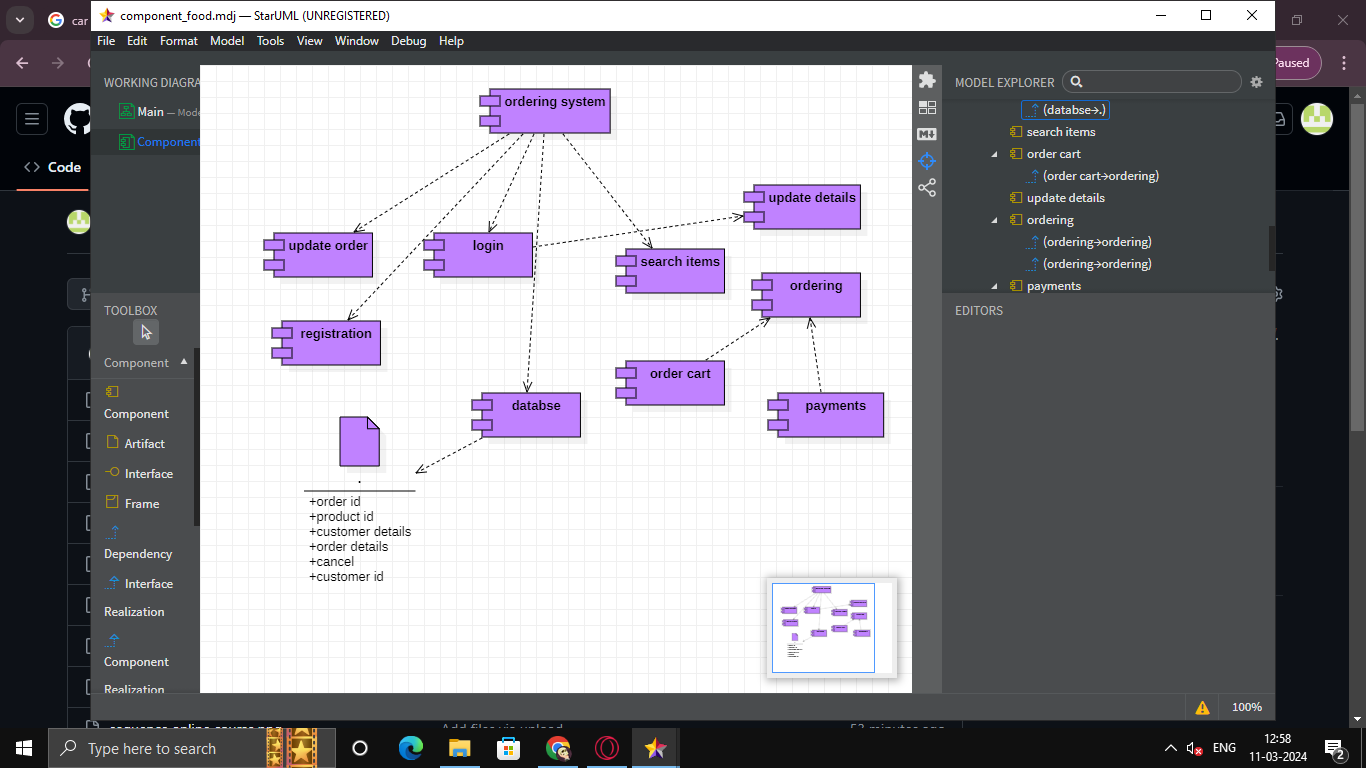 car
component_food.mdj — StarUML (UNREGISTERED)
File Edit Format Model Tools View Window Debug Help
Paused
WORKING DIAGRA
Main — Mode
Component
Code
TOOLBOX
Component
Component
Artifact
Interface
Frame
Dependency
Interface
Realization
Component
Realization
ordering system
update details
update order
login
search items
ordering
registration
order cart
databse
payments
.
+order id
+product id
+customer details
+order details
+cancel
+customer id
MODEL EXPLORER
(databse→.)
search items
order cart
(order cart→ordering)
update details
ordering
(ordering→ordering)
(ordering→ordering)
payments
EDITORS
100%
sequence online course.png
Add files via upload
53 minutes ago
Type here to search
ENG
12:58
11-03-2024
2